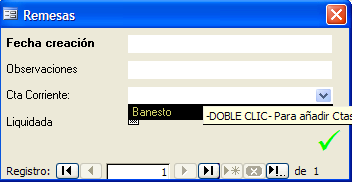 Remesas
Fecha creación
Observaciones
Cta Corriente:
Banesto
-DOBLE CLIC- Para añadir Ctas
Liquidada
Registro: 1 de 1